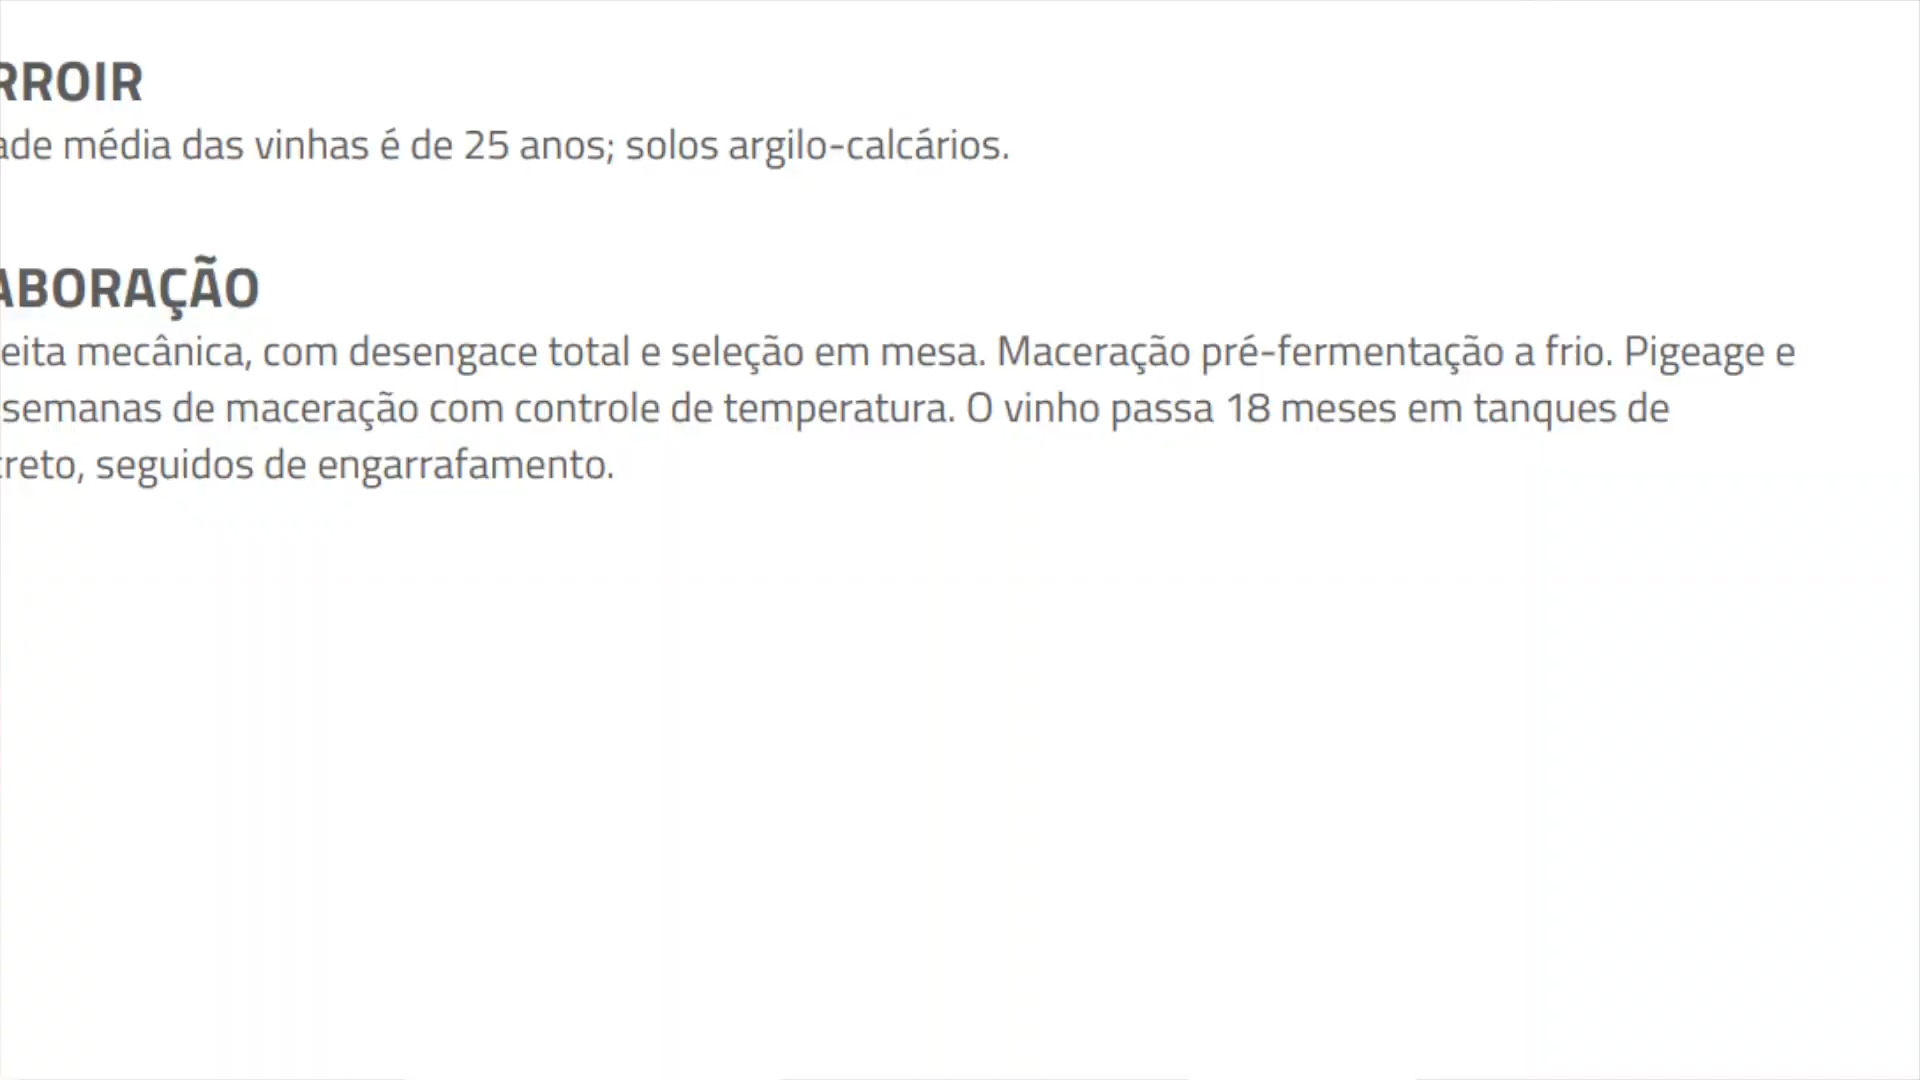 RROIR
ade média das vinhas é de 25 anos; solos argilo-calcários.
ABORAÇÃO
eita mecânica, com desengace total e seleção em mesa. Maceração pré-fermentação a frio. Pigeage e
semanas de maceração com controle de temperatura. O vinho passa 18 meses em tanques de
creto, seguidos de engarrafamento.